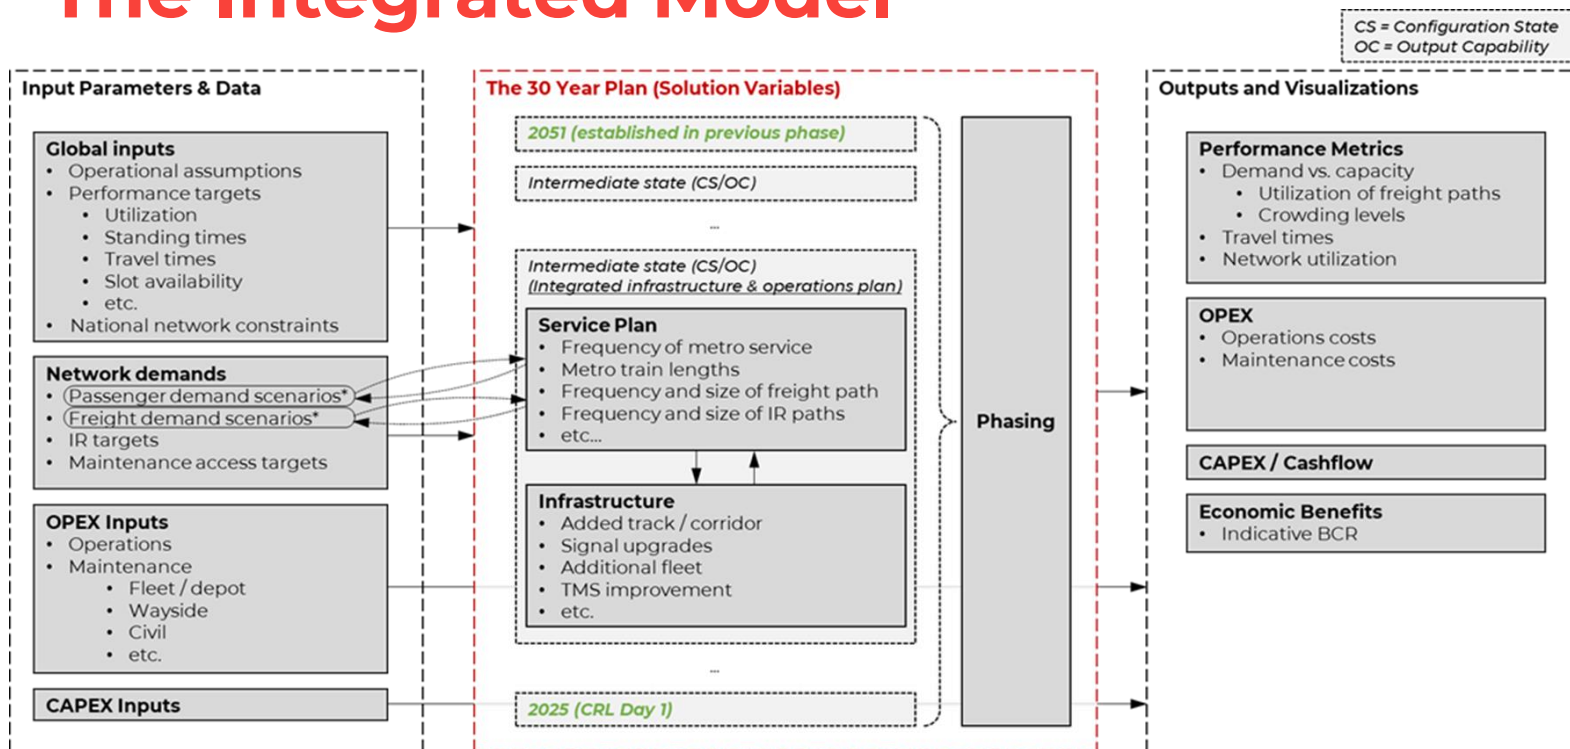 The Integrated Model
CS = Configuration State
OC = Output Capability
Input Parameters & Data
Global inputs
• Operational assumptions
• Performance targets
• Utilization
• Standing times
• Travel times
• Slot availability
• etc.
• National network constraints
Network demands
• Passenger demand scenarios*
• Freight demand scenarios*
• IR targets
• Maintenance access targets
OPEX Inputs
• Operations
• Maintenance
• Fleet / depot
• Wayside
• Civil
• etc.
CAPEX Inputs
The 30 Year Plan (Solution Variables)
2051 (established in previous phase)
Intermediate state (CS/OC)
...
Intermediate state (CS/OC)
(Integrated infrastructure & operations plan)
Service Plan
• Frequency of metro service
• Metro train lengths
• Frequency and size of freight path
• Frequency and size of IR paths
• etc...
Infrastructure
• Added track / corridor
• Signal upgrades
• Additional fleet
• TMS improvement
• etc.
...
2025 (CRL Day 1)
Phasing
Outputs and Visualizations
Performance Metrics
• Demand vs. capacity
• Utilization of freight paths
• Crowding levels
• Travel times
• Network utilization
OPEX
• Operations costs
• Maintenance costs
CAPEX / Cashflow
Economic Benefits
• Indicative BCR